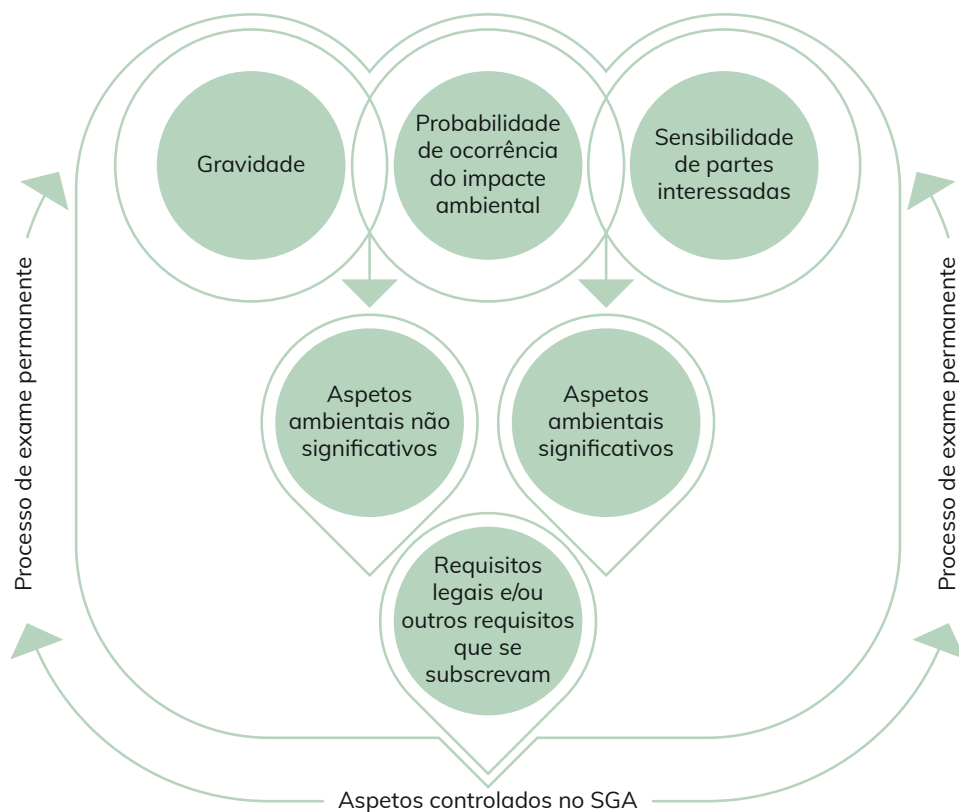 Gravidade
Probabilidade
de ocorrência
do impacte
ambiental
Sensibilidade
de partes
interessadas
Processo de exame permanente
Processo de exame permanente
Aspetos
ambientais não
significativos
Aspetos
ambientais
significativos
Requisitos
legais e/ou
outros requisitos
que se
subscrevam
Aspetos controlados no SGA